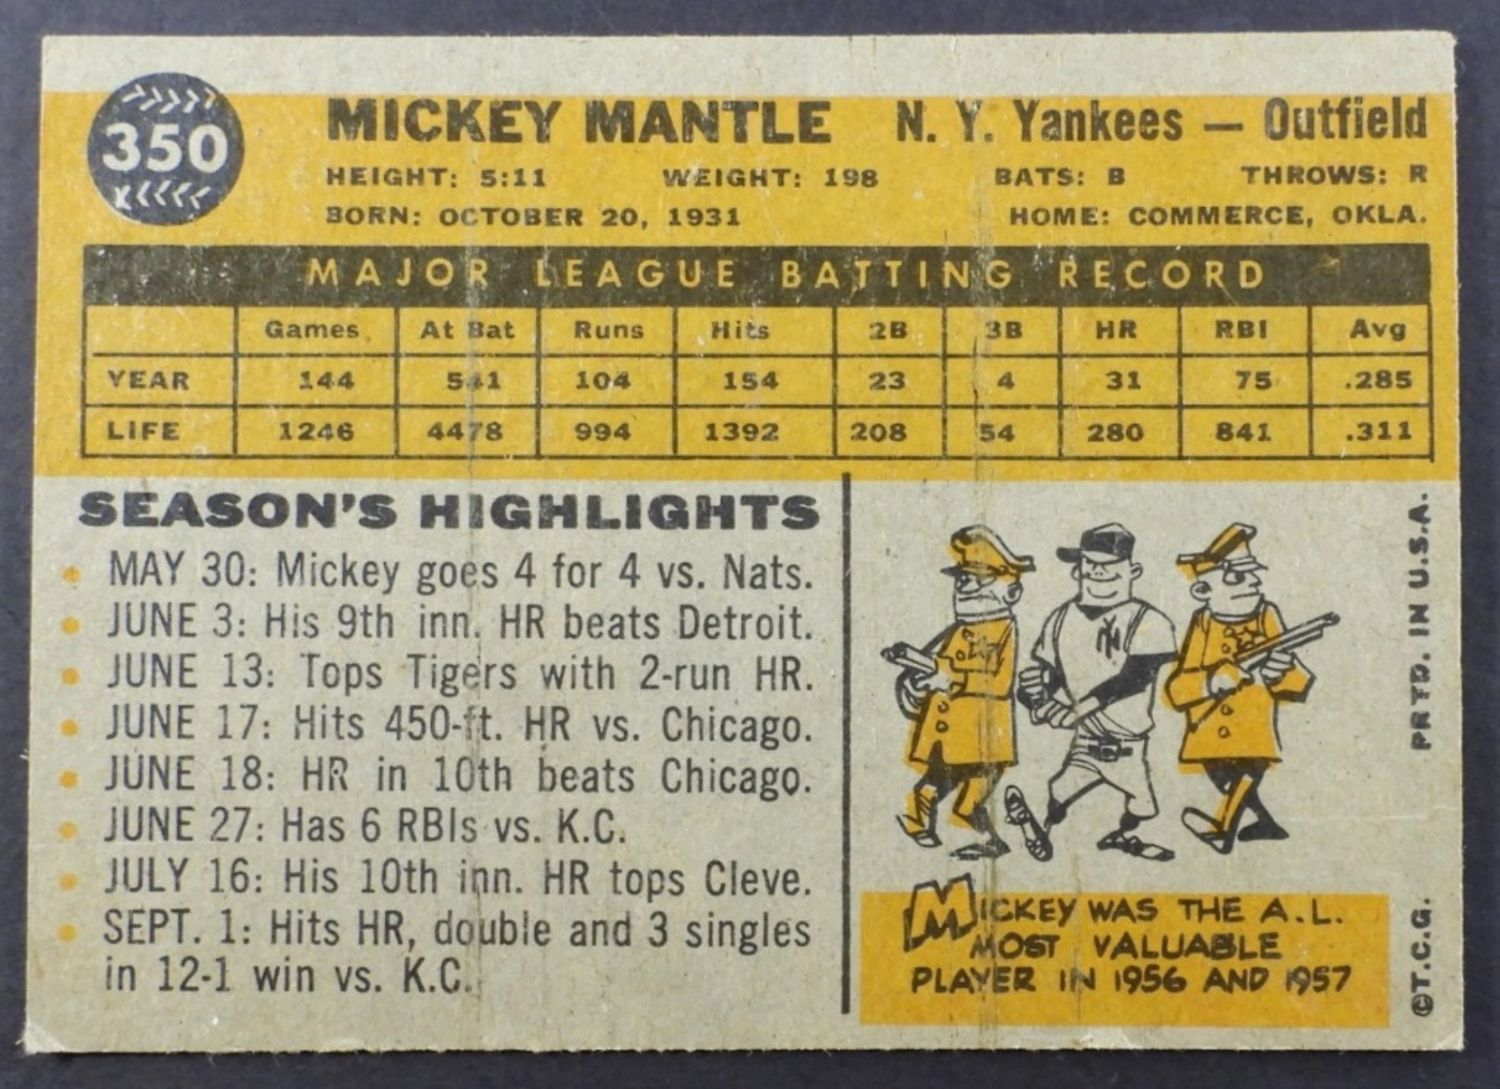 350
MICKEY MANTLE N. Y. Yankees — Outfield
HEIGHT: 5:11 WEIGHT: 198 BATS: B THROWS: R
BORN: OCTOBER 20, 1931 HOME: COMMERCE, OKLA.
MAJOR LEAGUE BATTING RECORD
Games At Bat Runs Hits 2B 3B HR RBI Avg
YEAR 144 541 104 154 23 4 31 75 .285
LIFE 1246 4478 994 1392 208 54 280 841 .311
SEASON'S HIGHLIGHTS
MAY 30: Mickey goes 4 for 4 vs. Nats.
JUNE 3: His 9th inn. HR beats Detroit.
JUNE 13: Tops Tigers with 2-run HR.
JUNE 17: Hits 450-ft. HR vs. Chicago.
JUNE 18: HR in 10th beats Chicago.
JUNE 27: Has 6 RBIs vs. K.C.
JULY 16: His 10th inn. HR tops Cleve.
SEPT. 1: Hits HR, double and 3 singles
in 12-1 win vs. K.C.
NY
MICKEY WAS THE A.L.
MOST VALUABLE
PLAYER IN 1956 AND 1957
©T.C.G. PRTD. IN U.S.A.